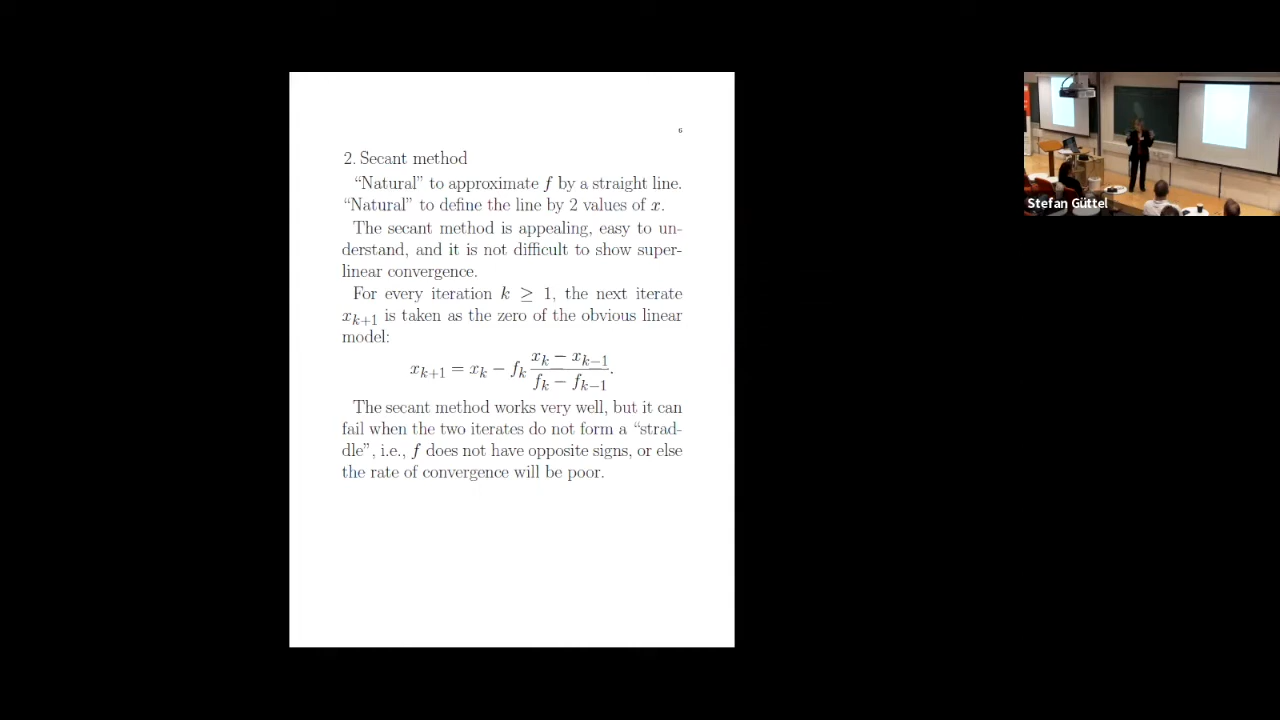 6
2. Secant method
“Natural” to approximate f by a straight line.
“Natural” to define the line by 2 values of x.
The secant method is appealing, easy to un-
derstand, and it is not difficult to show super-
linear convergence.
For every iteration k ≥ 1, the next iterate
x_{k+1} is taken as the zero of the obvious linear
model:
x_{k+1} = x_k − f_k \frac{x_k − x_{k−1}}{f_k − f_{k−1}}.
The secant method works very well, but it can
fail when the two iterates do not form a “strad-
dle”, i.e., f does not have opposite signs, or else
the rate of convergence will be poor.
Stefan Güttel